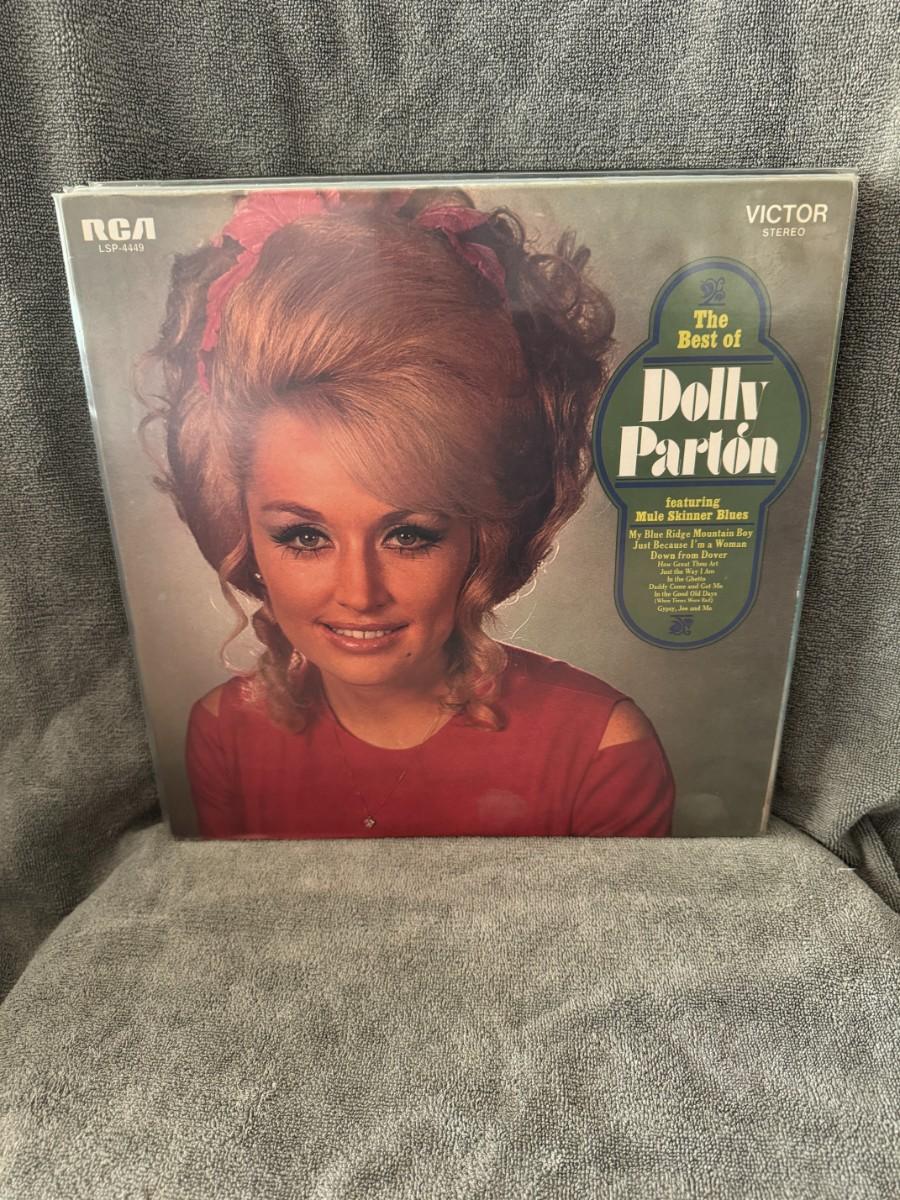 RCA
LSP-4449
VICTOR
STEREO
The
Best of
Dolly
Parton
featuring
Mule Skinner Blues
My Blue Ridge Mountain Boy
Just Because I'm a Woman
Down from Dover
How Great Thou Art
Just the Way I Am
In the Ghetto
Daddy Come and Get Me
In the Good Old Days
(When Times Were Bad)
Gypsy, Joe and Me